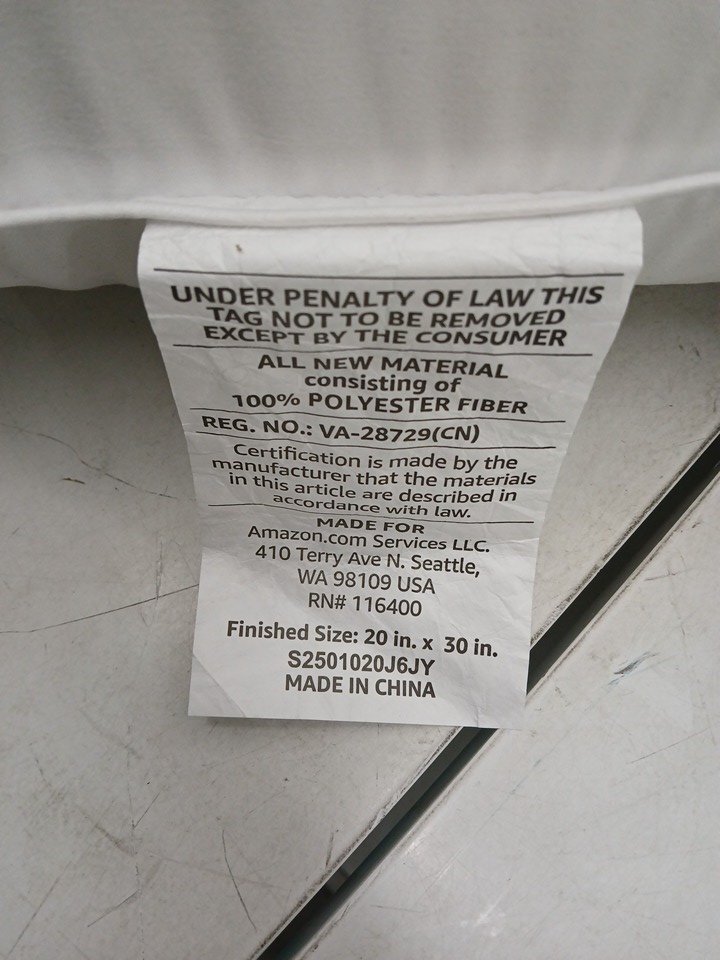 UNDER PENALTY OF LAW THIS
TAG NOT TO BE REMOVED
EXCEPT BY THE CONSUMER
ALL NEW MATERIAL
consisting of
100% POLYESTER FIBER
REG. NO.: VA-28729(CN)
Certification is made by the
manufacturer that the materials
in this article are described in
accordance with law.
MADE FOR
Amazon.com Services LLC.
410 Terry Ave N. Seattle,
WA 98109 USA
RN# 116400
Finished Size: 20 in. x 30 in.
S2501020J6JY
MADE IN CHINA